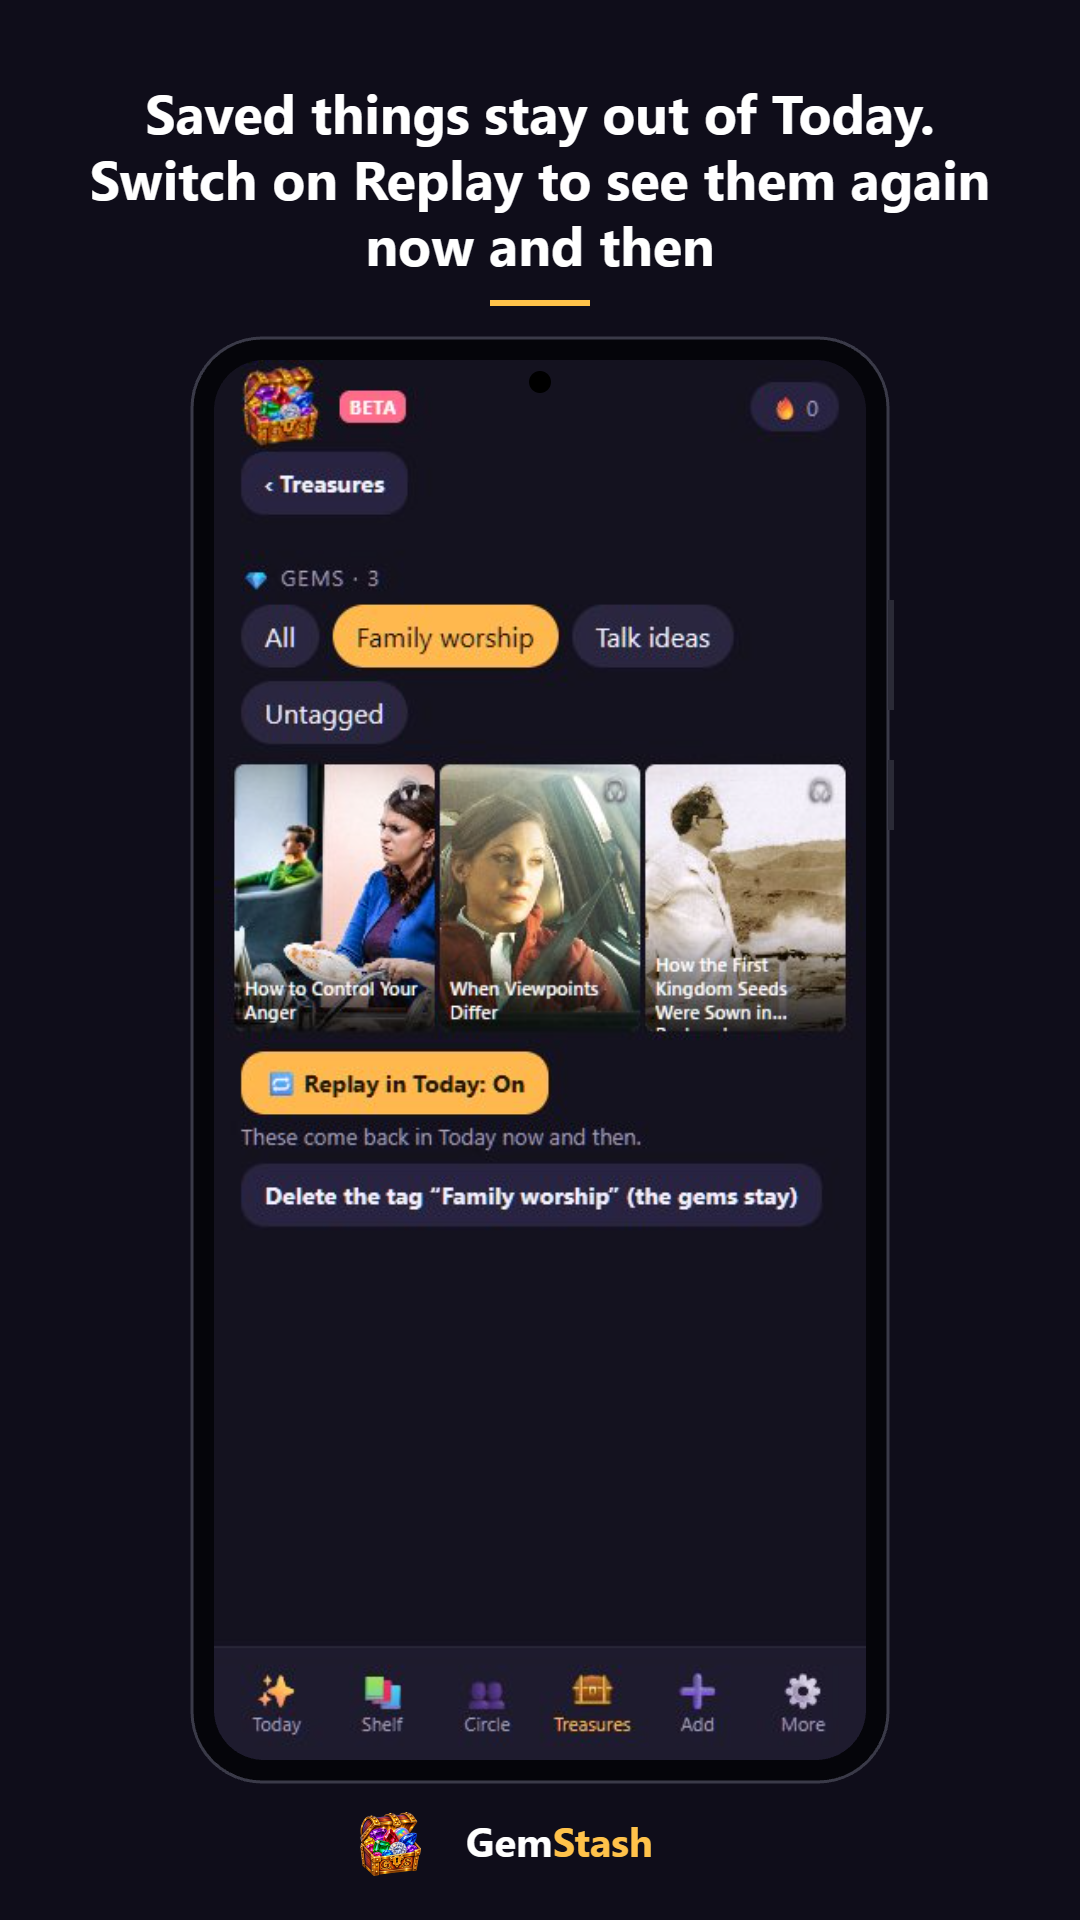 Saved things stay out of Today.
Switch on Replay to see them again
now and then
BETA
0
‹ Treasures
GEMS · 3
All
Family worship
Talk ideas
Untagged
How to Control Your
Anger
When Viewpoints
Differ
How the First
Kingdom Seeds
Were Sown in...
Replay in Today: On
These come back in Today now and then.
Delete the tag “Family worship” (the gems stay)
Today
Shelf
Circle
Treasures
Add
More
GemStash